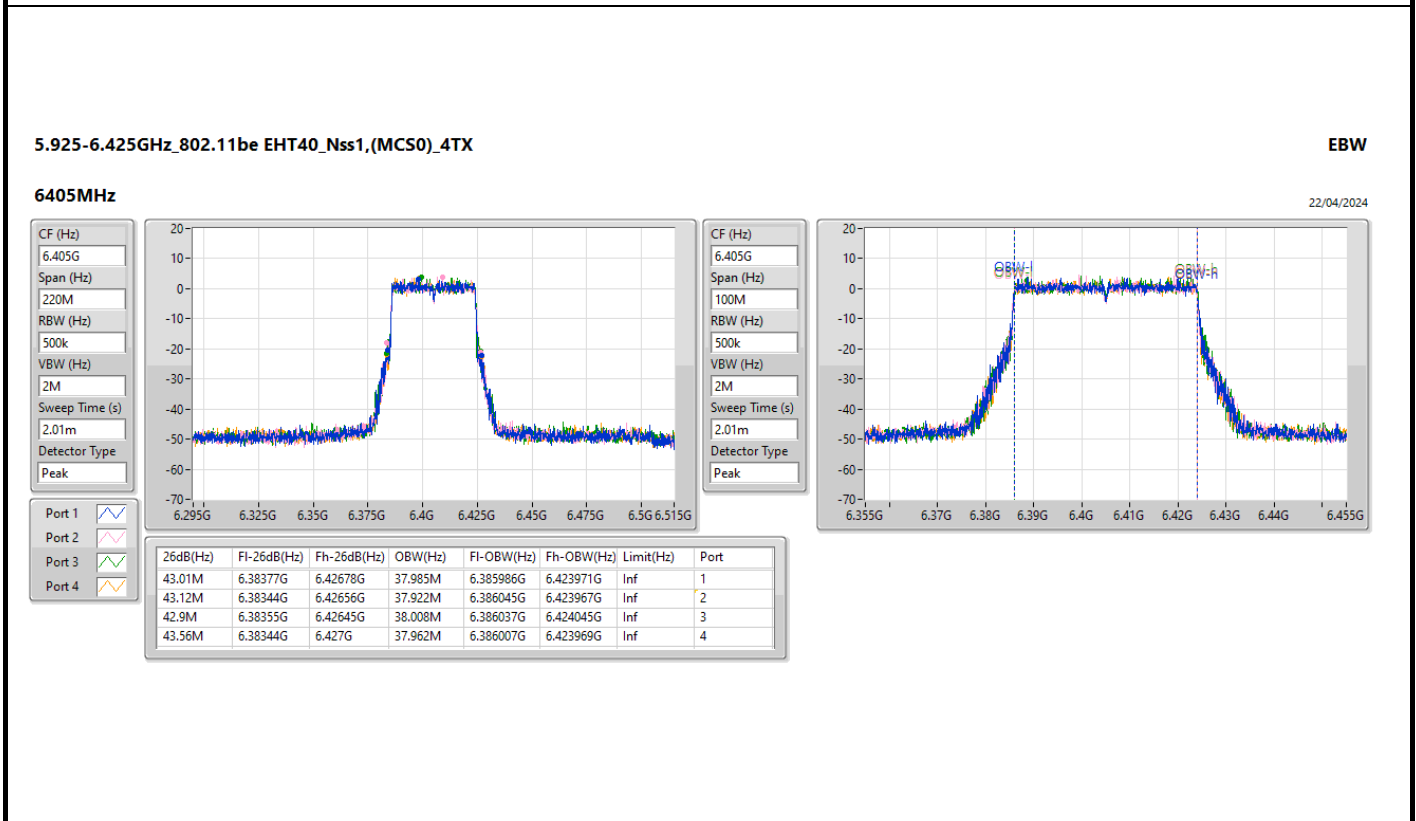 5.925-6.425GHz_802.11be EHT40_Nss1,(MCS0)_4TX EBW
6405MHz 22/04/2024
CF (Hz)
6.405G
Span (Hz)
220M
RBW (Hz)
500k
VBW (Hz)
2M
Sweep Time (s)
2.01m
Detector Type
Peak
20
10
0
-10
-20
-30
-40
-50
-60
-70
6.295G 6.325G 6.35G 6.375G 6.4G 6.425G 6.45G 6.475G 6.5G 6.515G
CF (Hz)
6.405G
Span (Hz)
100M
RBW (Hz)
500k
VBW (Hz)
2M
Sweep Time (s)
2.01m
Detector Type
Peak
20
10
0
-10
-20
-30
-40
-50
-60
-70
OBW-l OBW-h
6.355G 6.37G 6.38G 6.39G 6.4G 6.41G 6.42G 6.43G 6.44G 6.455G
Port 1
Port 2
Port 3
Port 4
26dB(Hz) Fl-26dB(Hz) Fh-26dB(Hz) OBW(Hz) Fl-OBW(Hz) Fh-OBW(Hz) Limit(Hz) Port
43.01M 6.38377G 6.42678G 37.985M 6.385986G 6.423971G Inf 1
43.12M 6.38344G 6.42656G 37.922M 6.386045G 6.423967G Inf 2
42.9M 6.38355G 6.42645G 38.008M 6.386037G 6.424045G Inf 3
43.56M 6.38344G 6.427G 37.962M 6.386007G 6.423969G Inf 4